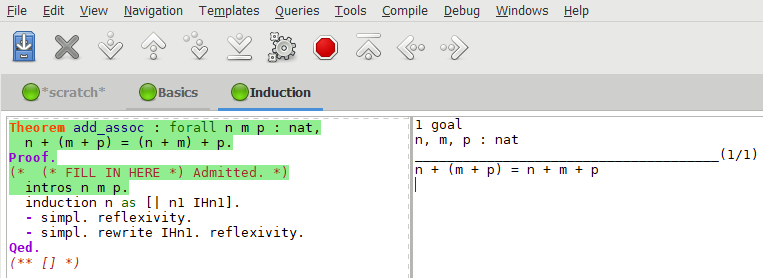 File Edit View Navigation Templates Queries Tools Compile Debug Windows Help
*scratch* Basics Induction
Theorem add_assoc : forall n m p : nat,
  n + (m + p) = (n + m) + p.
Proof.
(*  (* FILL IN HERE *) Admitted. *)
  intros n m p.
  induction n as [| n1 IHn1].
  - simpl. reflexivity.
  - simpl. rewrite IHn1. reflexivity.
Qed.
(** [] *)
1 goal
n, m, p : nat
______________________________________(1/1)
n + (m + p) = n + m + p